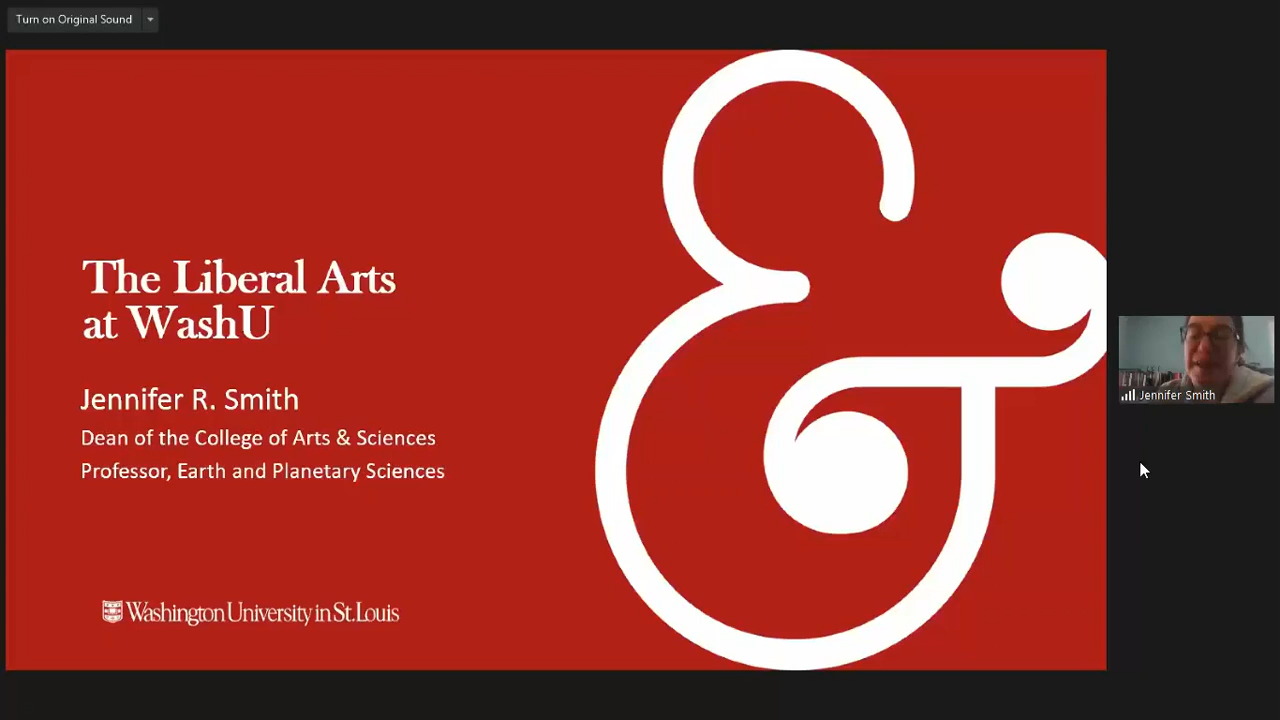 Turn on Original Sound
&
The Liberal Arts
at WashU
Jennifer R. Smith
Dean of the College of Arts & Sciences
Professor, Earth and Planetary Sciences
Washington University in St. Louis
Jennifer Smith